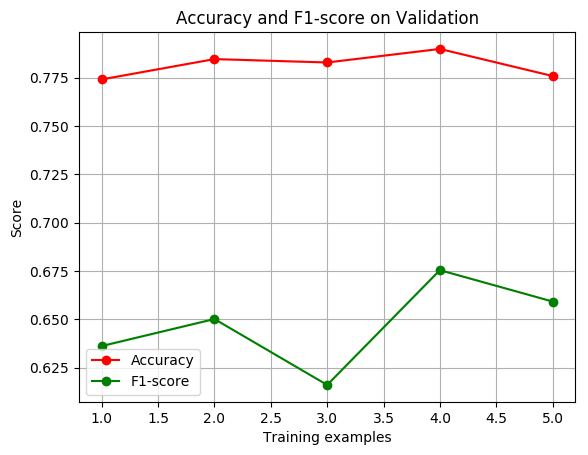 Accuracy and F1-score on Validation
Score
0.775
0.750
0.725
0.700
0.675
0.650
0.625
Accuracy
F1-score
1.0 1.5 2.0 2.5 3.0 3.5 4.0 4.5 5.0
Training examples